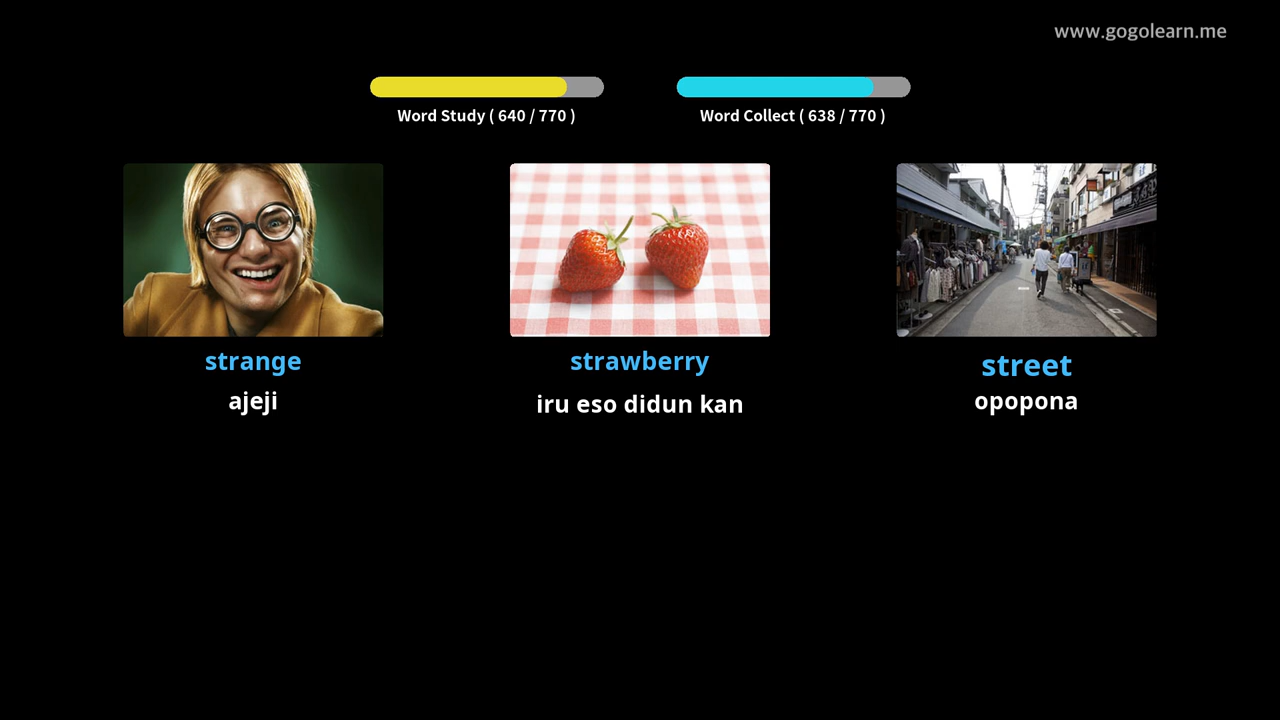 www.gogolearn.me
Word Study ( 640 / 770 )
Word Collect ( 638 / 770 )
strange
ajeji
strawberry
iru eso didun kan
street
opopona